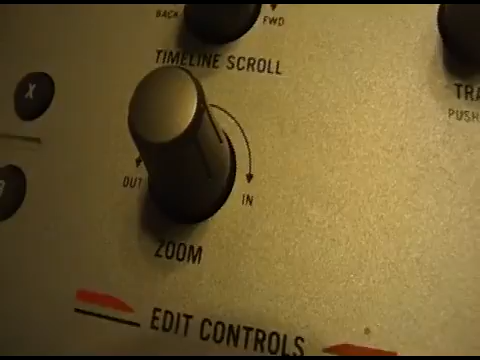 BACK
FWD
TIMELINE SCROLL
X
PUSH
OUT
IN
ZOOM
EDIT CONTROLS